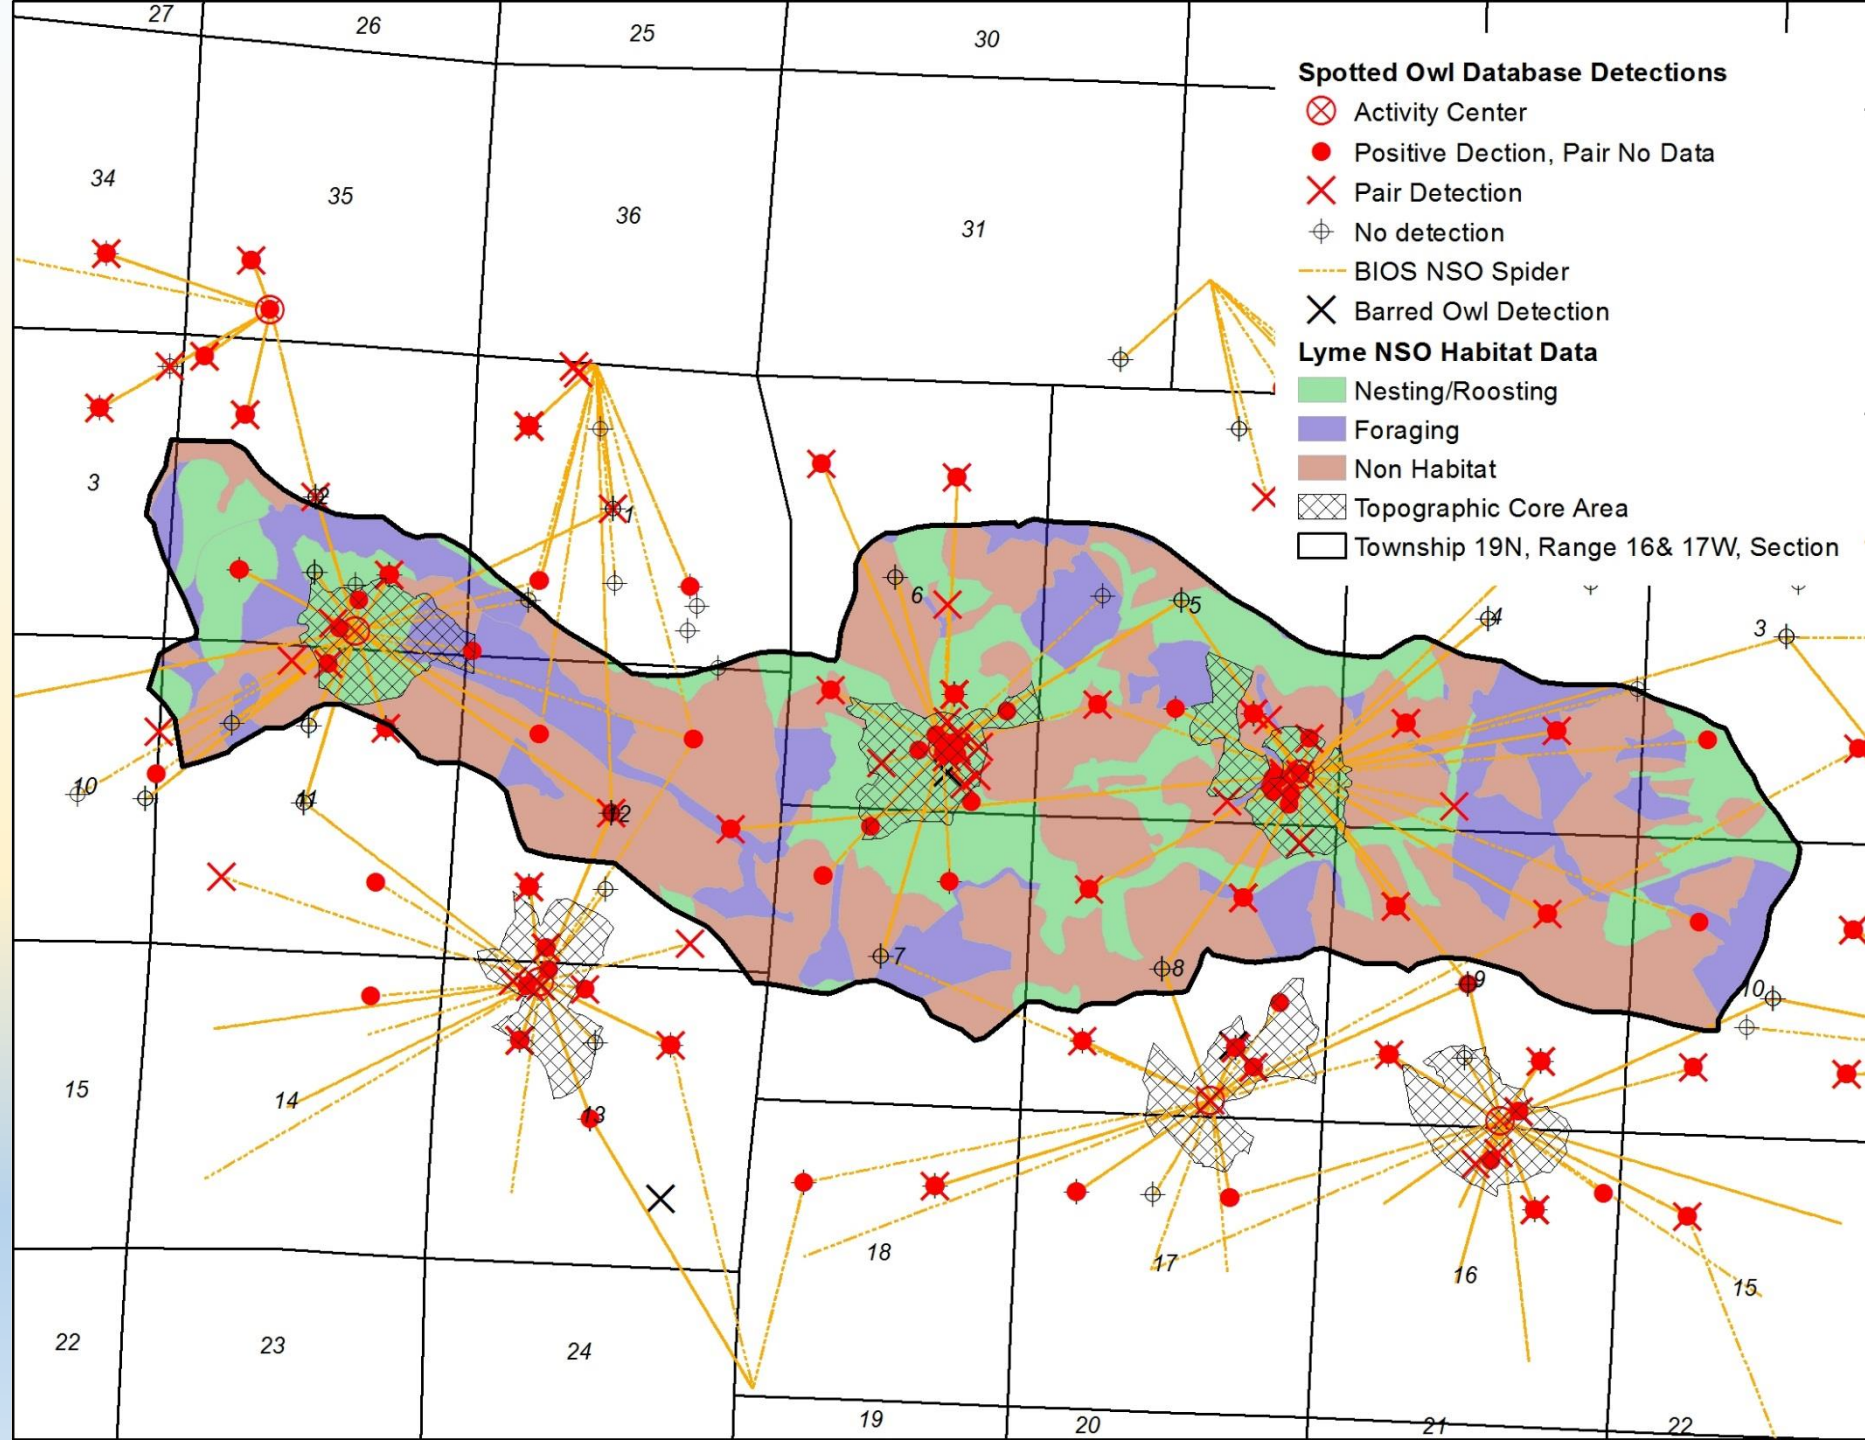 27
26
25
30
Spotted Owl Database Detections
Activity Center
Positive Dection, Pair No Data
Pair Detection
No detection
BIOS NSO Spider
Barred Owl Detection
Lyme NSO Habitat Data
Nesting/Roosting
Foraging
Non Habitat
Topographic Core Area
Township 19N, Range 16& 17W, Section
34
35
36
31
3
2
1
6
5
4
3
10
11
12
7
8
9
10
15
14
13
18
17
16
15
22
23
24
19
20
21
22